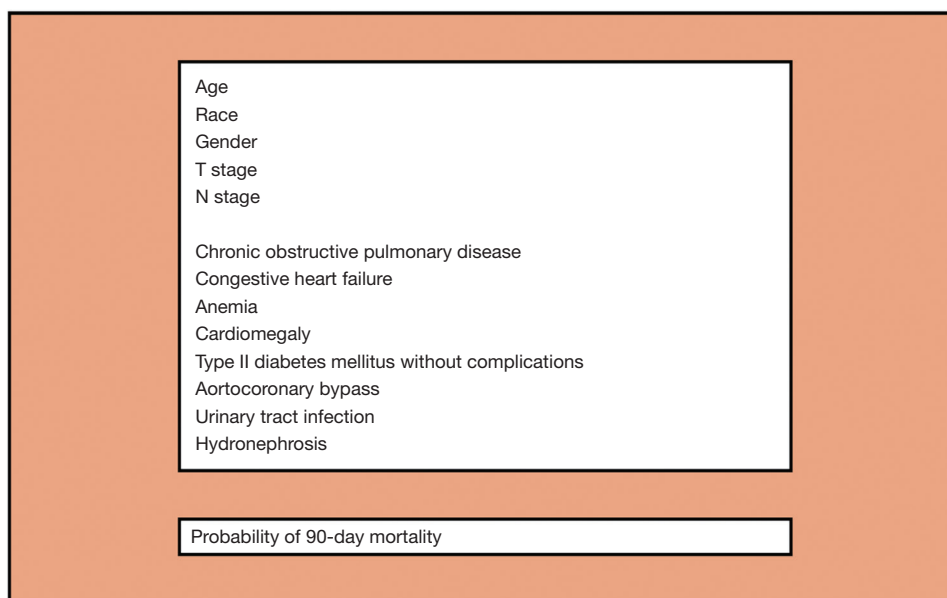 Age
Race
Gender
T stage
N stage
Chronic obstructive pulmonary disease
Congestive heart failure
Anemia
Cardiomegaly
Type II diabetes mellitus without complications
Aortocoronary bypass
Urinary tract infection
Hydronephrosis
Probability of 90-day mortality